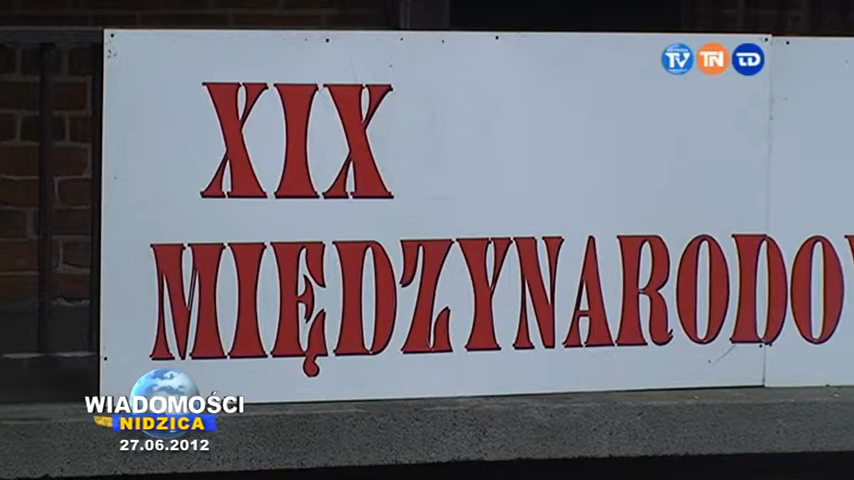 TV TN TD
XIX
MIĘDZYNARODO
WIADOMOŚCI
NIDZICA
27.06.2012